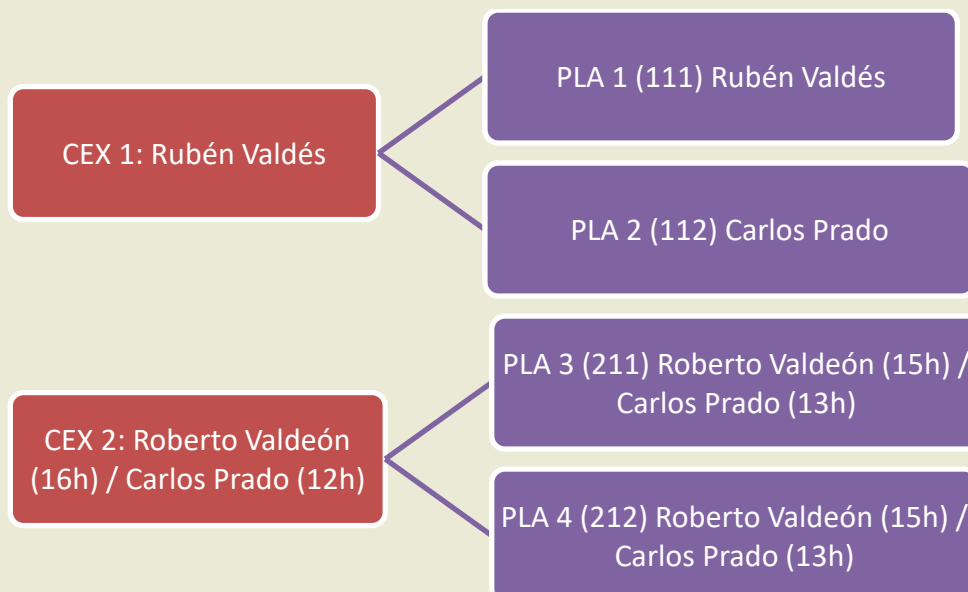 CEX 1: Rubén Valdés
PLA 1 (111) Rubén Valdés
PLA 2 (112) Carlos Prado
CEX 2: Roberto Valdeón
(16h) / Carlos Prado (12h)
PLA 3 (211) Roberto Valdeón (15h) /
Carlos Prado (13h)
PLA 4 (212) Roberto Valdeón (15h) /
Carlos Prado (13h)